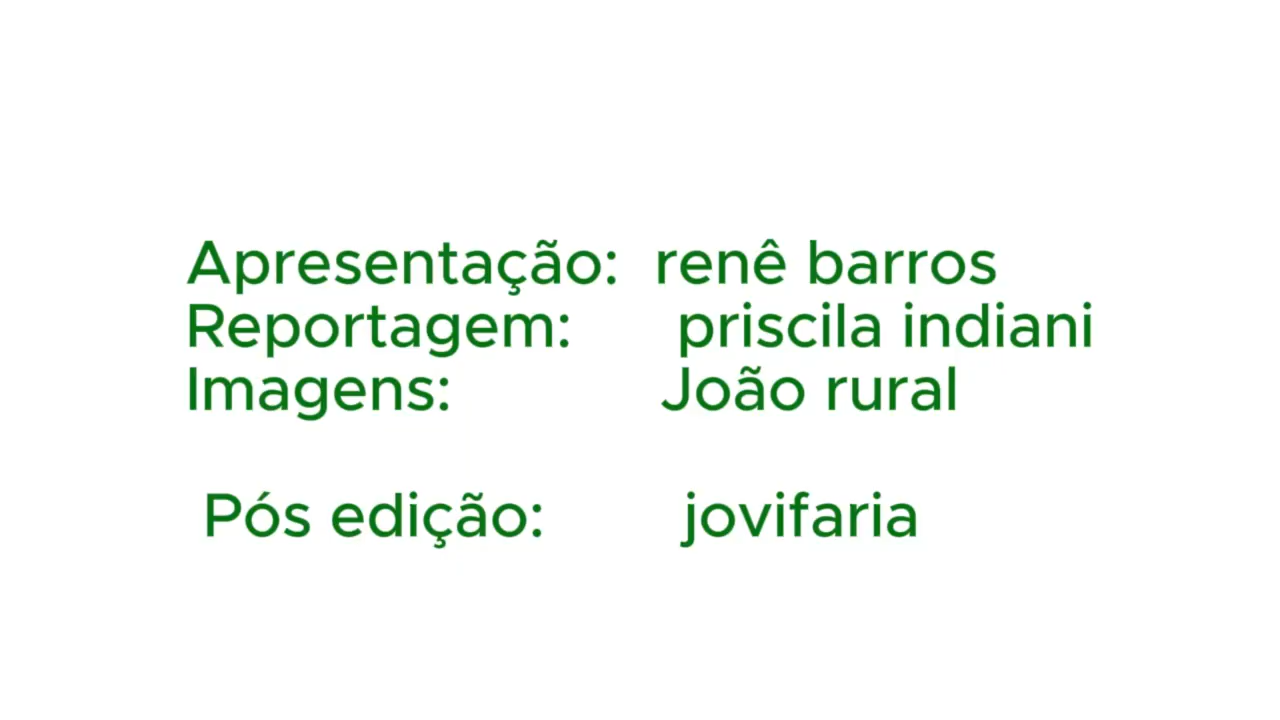 Apresentação: renê barros
Reportagem: priscila indiani
Imagens: João rural
Pós edição: jovifaria